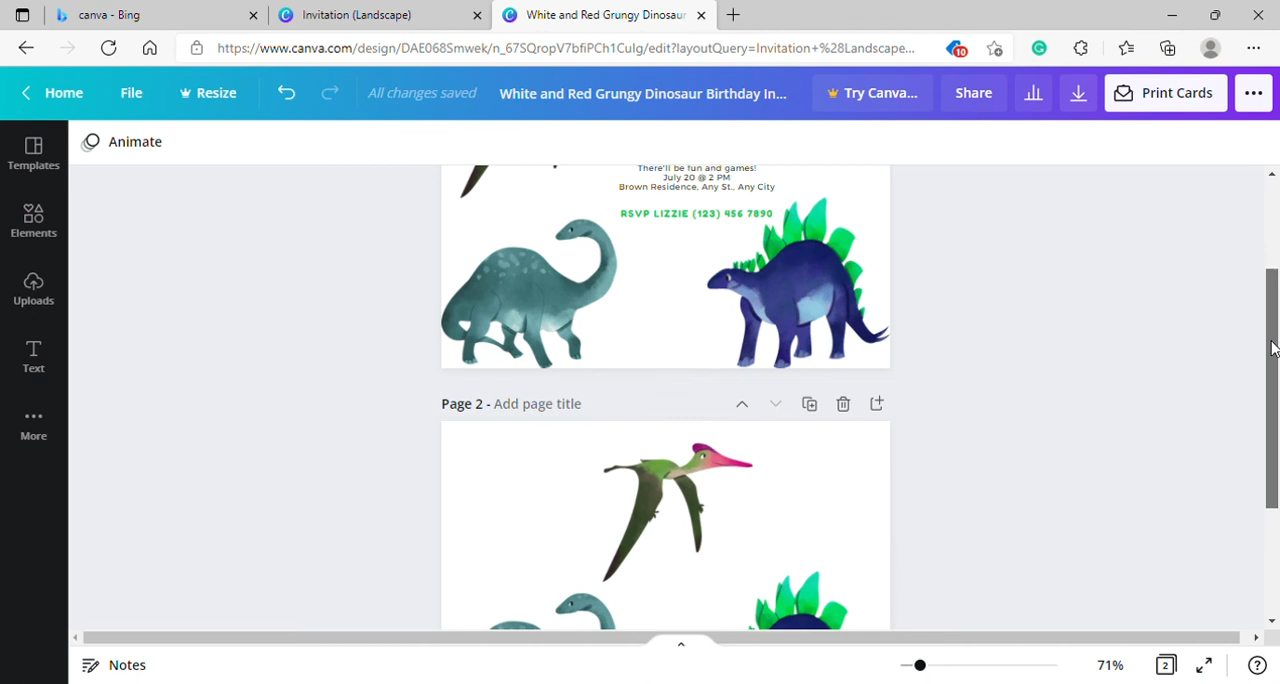 canva - Bing
Invitation (Landscape)
White and Red Grungy Dinosaur
https://www.canva.com/design/DAE068Smwek/n_67SQropV7bfiPCh1Culg/edit?layoutQuery=Invitation+%28Landscape...
10
Home
File
Resize
All changes saved
White and Red Grungy Dinosaur Birthday In...
Try Canva...
Share
Print Cards
Templates
Elements
Uploads
Text
More
Animate
There'll be fun and games!
July 20 @ 2 PM
Brown Residence, Any St., Any City
RSVP LIZZIE (123) 456 7890
Page 2 - Add page title
Notes
71%
2